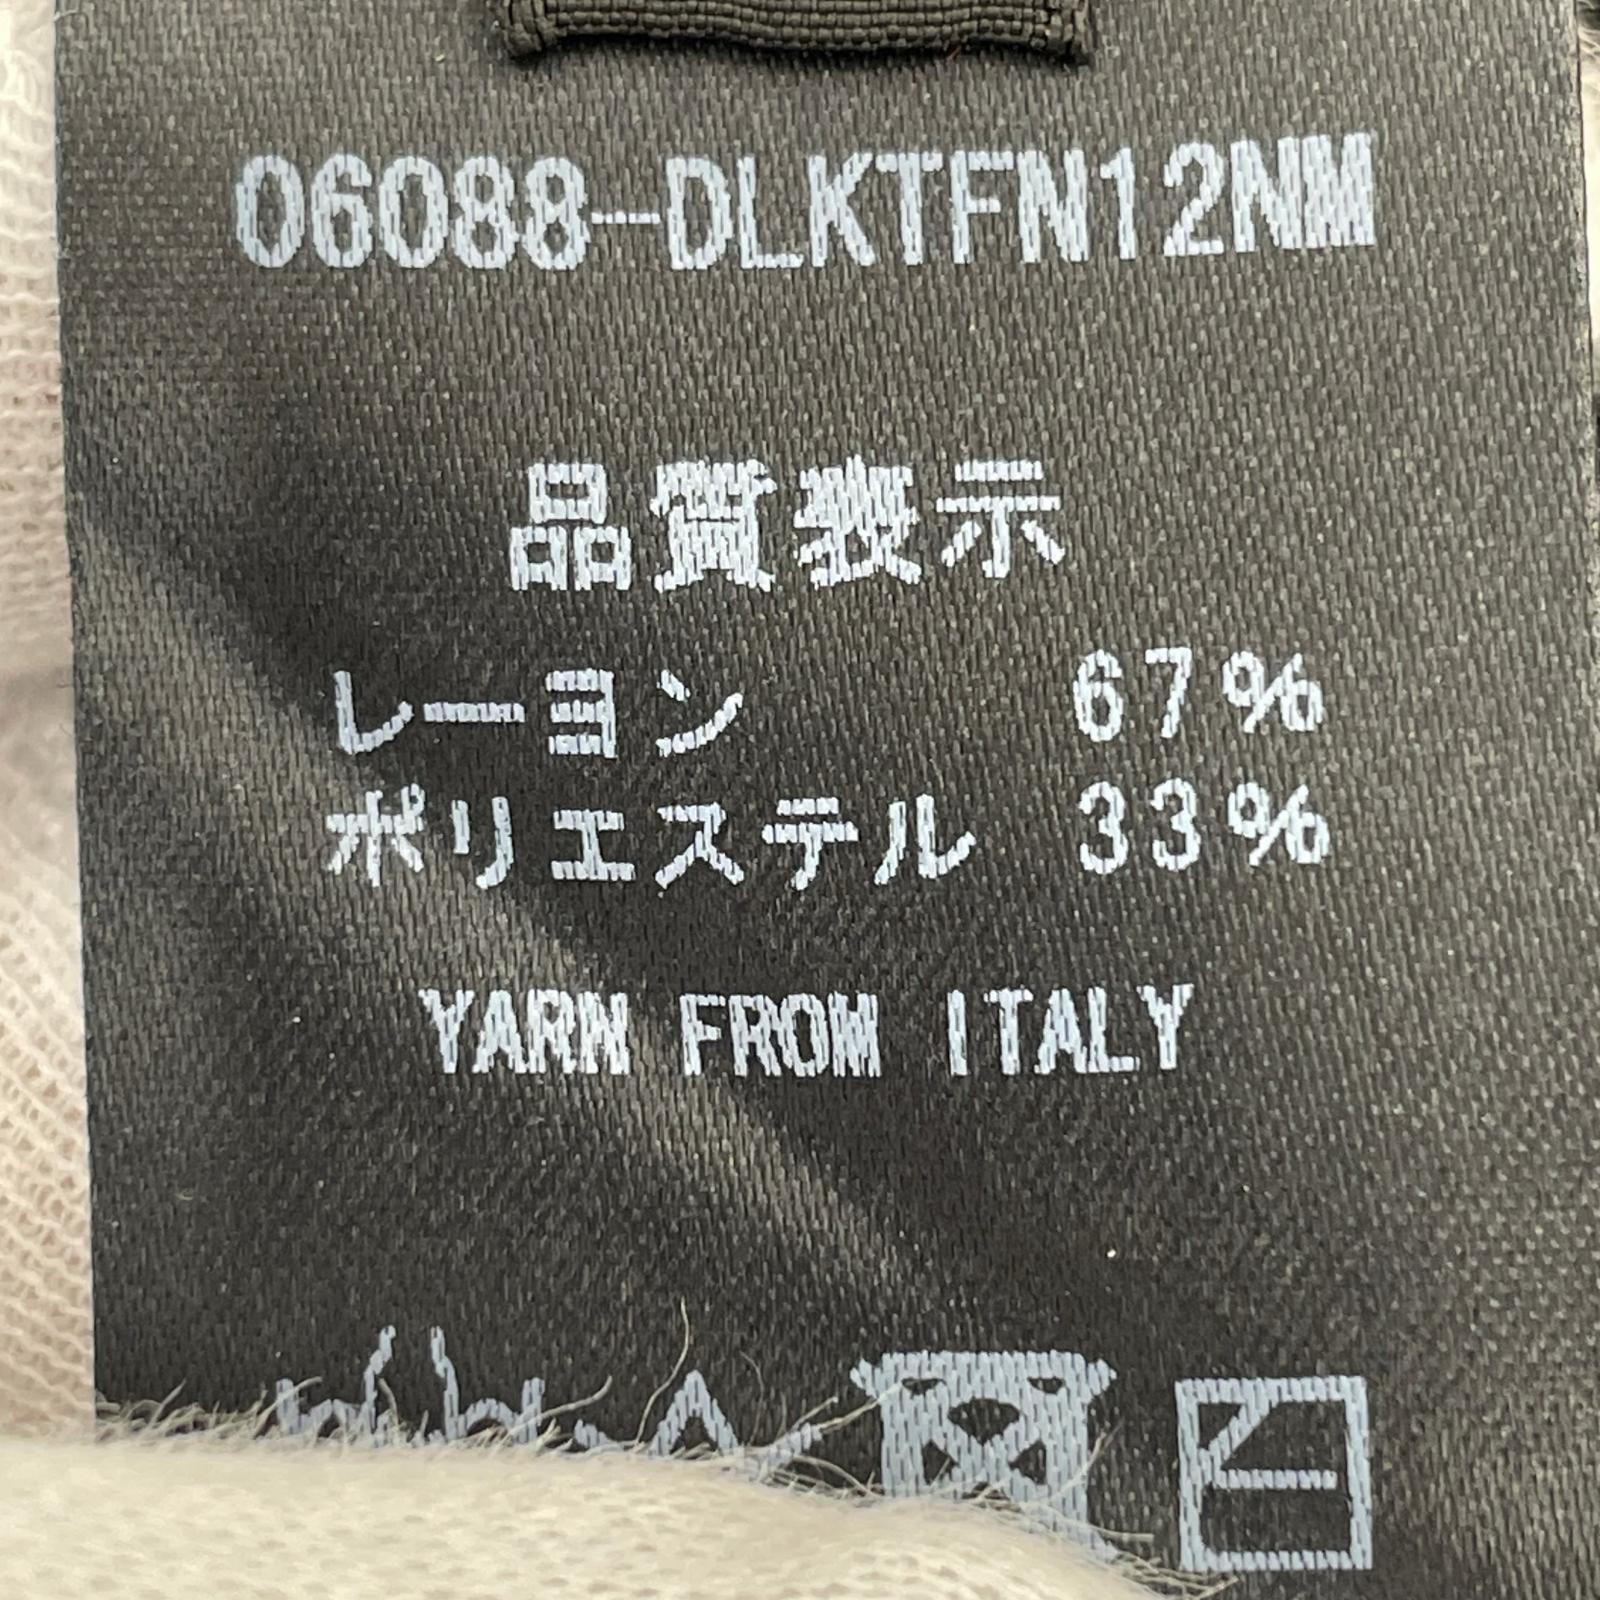 06088-DLKTFN12NM
品質表示
レーヨン 67%
ポリエステル 33%
YARN FROM ITALY